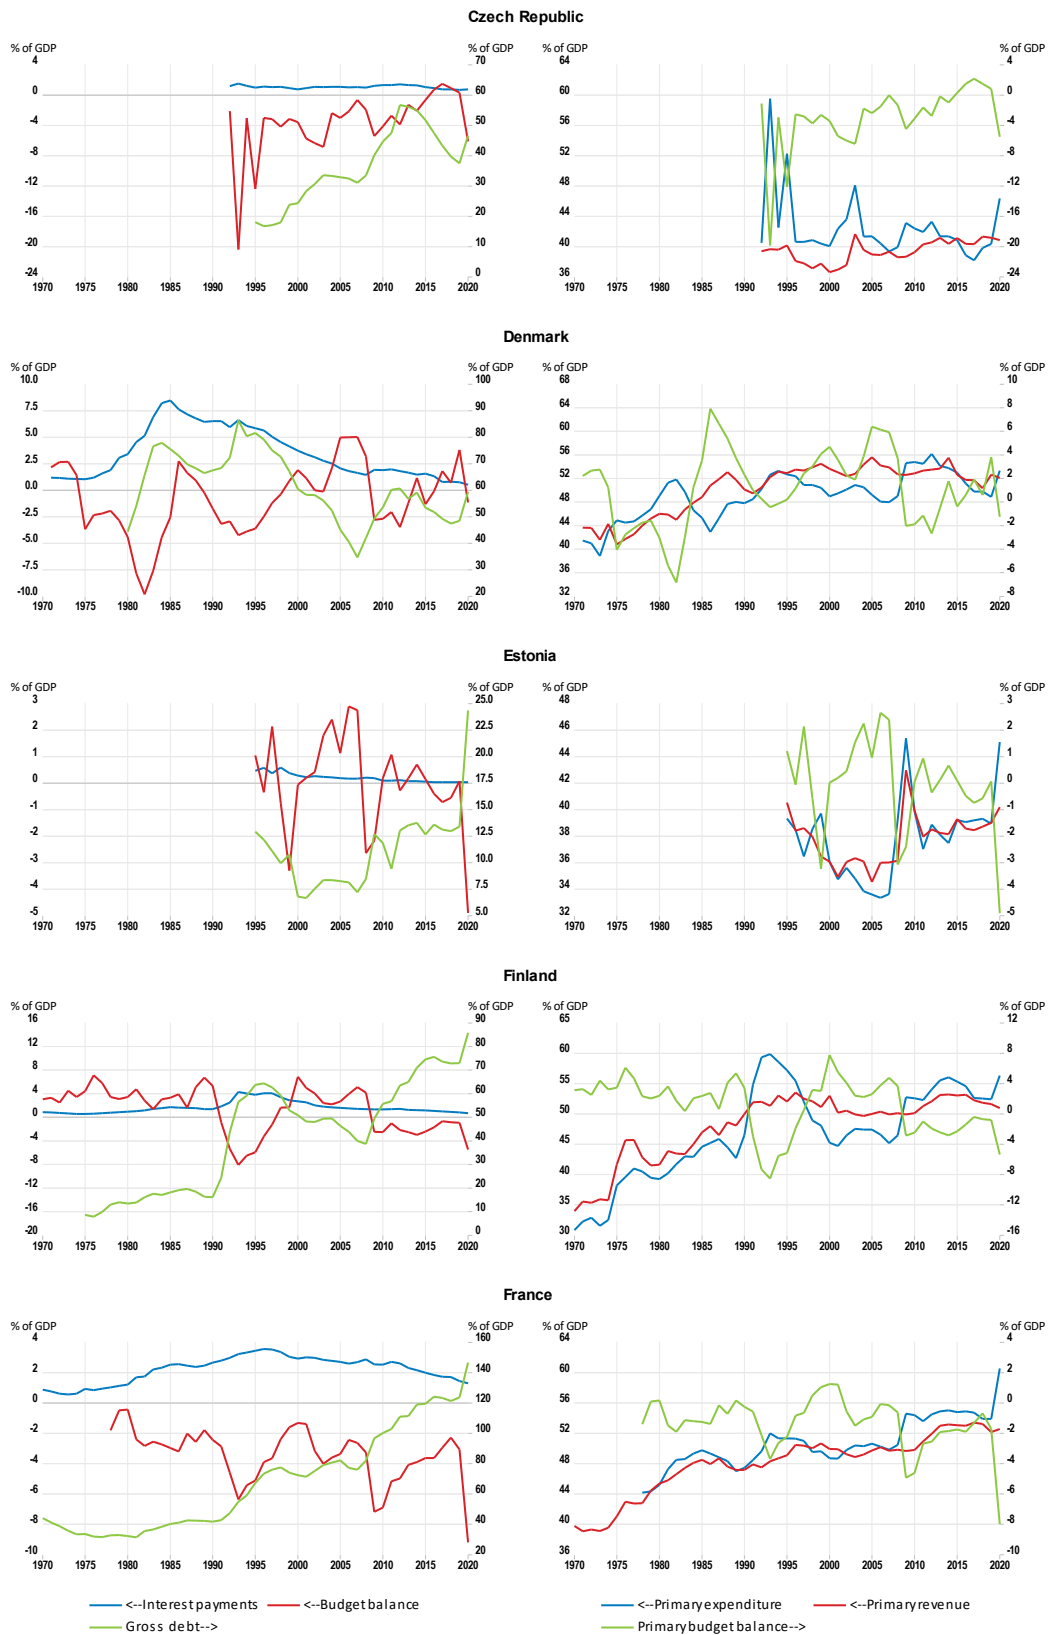 Czech Republic
% of GDP % of GDP % of GDP % of GDP
4 70 64 4
0 60 60 0
-4 50 56 -4
-8 40 52 -8
-12 30 48 -12
-16 20 44 -16
-20 10 40 -20
-24 0 36 -24
1970 1975 1980 1985 1990 1995 2000 2005 2010 2015 2020 1970 1975 1980 1985 1990 1995 2000 2005 2010 2015 2020
Denmark
% of GDP % of GDP % of GDP % of GDP
10.0 100 68 10
7.5 90 64 8
5.0 80 60 6
2.5 70 56 4
0.0 60 52 2
-2.5 50 48 0
-5.0 40 44 -2
-7.5 30 40 -4
-10.0 20 36 -6
32 -8
1970 1975 1980 1985 1990 1995 2000 2005 2010 2015 2020 1970 1975 1980 1985 1990 1995 2000 2005 2010 2015 2020
Estonia
% of GDP % of GDP % of GDP % of GDP
3 25.0 48 3
2 22.5 46 2
1 20.0 44 1
0 17.5 42 0
-1 15.0 40 -1
-2 12.5 38 -2
-3 10.0 36 -3
-4 7.5 34 -4
-5 5.0 32 -5
1970 1975 1980 1985 1990 1995 2000 2005 2010 2015 2020 1970 1975 1980 1985 1990 1995 2000 2005 2010 2015 2020
Finland
% of GDP % of GDP % of GDP % of GDP
16 90 65 12
12 80 60 8
8 70 55 4
4 60 50 0
0 50 45 -4
-4 40 40 -8
-8 30 35 -12
-12 20 30 -16
-16 10
-20 0
1970 1975 1980 1985 1990 1995 2000 2005 2010 2015 2020 1970 1975 1980 1985 1990 1995 2000 2005 2010 2015 2020
France
% of GDP % of GDP % of GDP % of GDP
4 160 64 4
2 140 60 2
0 120 56 0
-2 100 52 -2
-4 80 48 -4
-6 60 44 -6
-8 40 40 -8
-10 20 36 -10
1970 1975 1980 1985 1990 1995 2000 2005 2010 2015 2020 1970 1975 1980 1985 1990 1995 2000 2005 2010 2015 2020
<--Interest payments <--Budget balance <--Primary expenditure <--Primary revenue
Gross debt--> Primary budget balance-->